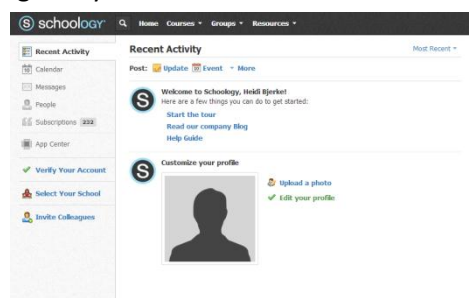 S schoology
Home Courses Groups Resources
Recent Activity
Calendar
Messages
People
Subscriptions 232
App Center
Verify Your Account
Select Your School
Invite Colleagues
Recent Activity
Most Recent
Post: Update Event More
S
Welcome to Schoology, Heidi Bjerke!
Here are a few things you can do to get started:
Start the tour
Read our company Blog
Help Guide
S
Customize your profile
Upload a photo
Edit your profile